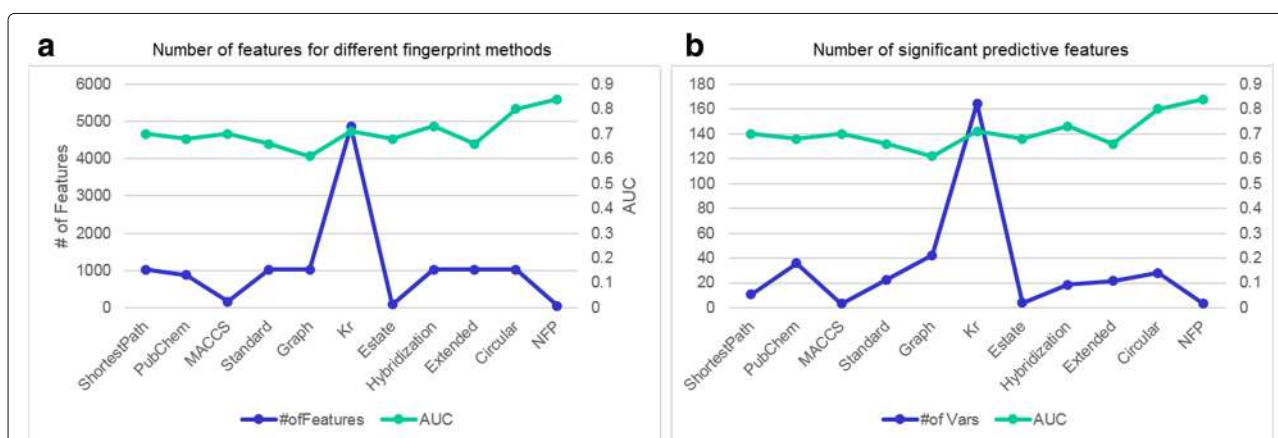 a
Number of features for different fingerprint methods
6000
5000
4000
3000
2000
1000
0
# of Features
0.9
0.8
0.7
0.6
0.5
0.4
0.3
0.2
0.1
0
AUC
ShortestPath
PubChem
MACCS
Standard
Graph
Kr
Estate
Hybridization
Extended
Circular
NFP
#ofFeatures AUC
b
Number of significant predictive features
180
160
140
120
100
80
60
40
20
0
0.9
0.8
0.7
0.6
0.5
0.4
0.3
0.2
0.1
0
ShortestPath
PubChem
MACCS
Standard
Graph
Kr
Estate
Hybridization
Extended
Circular
NFP
#of Vars AUC